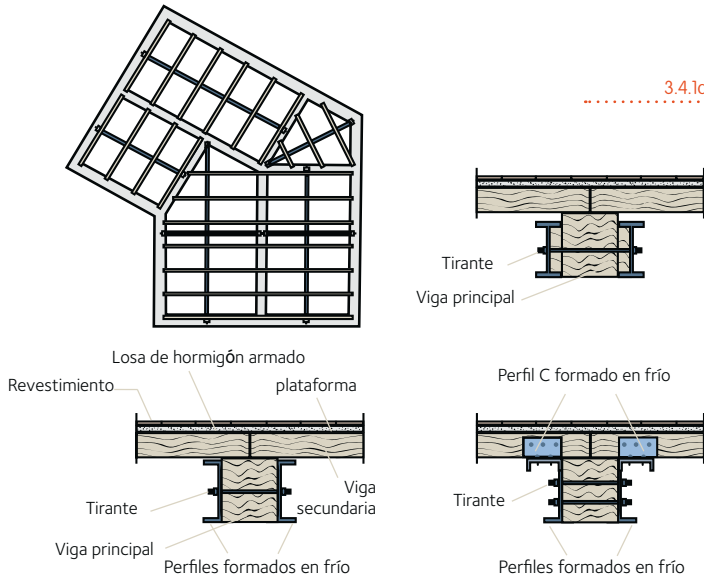 3.4.1c
Tirante
Viga principal
Losa de hormigón armado
Revestimiento
plataforma
Tirante
Viga
secundaria
Viga principal
Perfiles formados en frío
Perfil C formado en frío
Tirante
Perfiles formados en frío